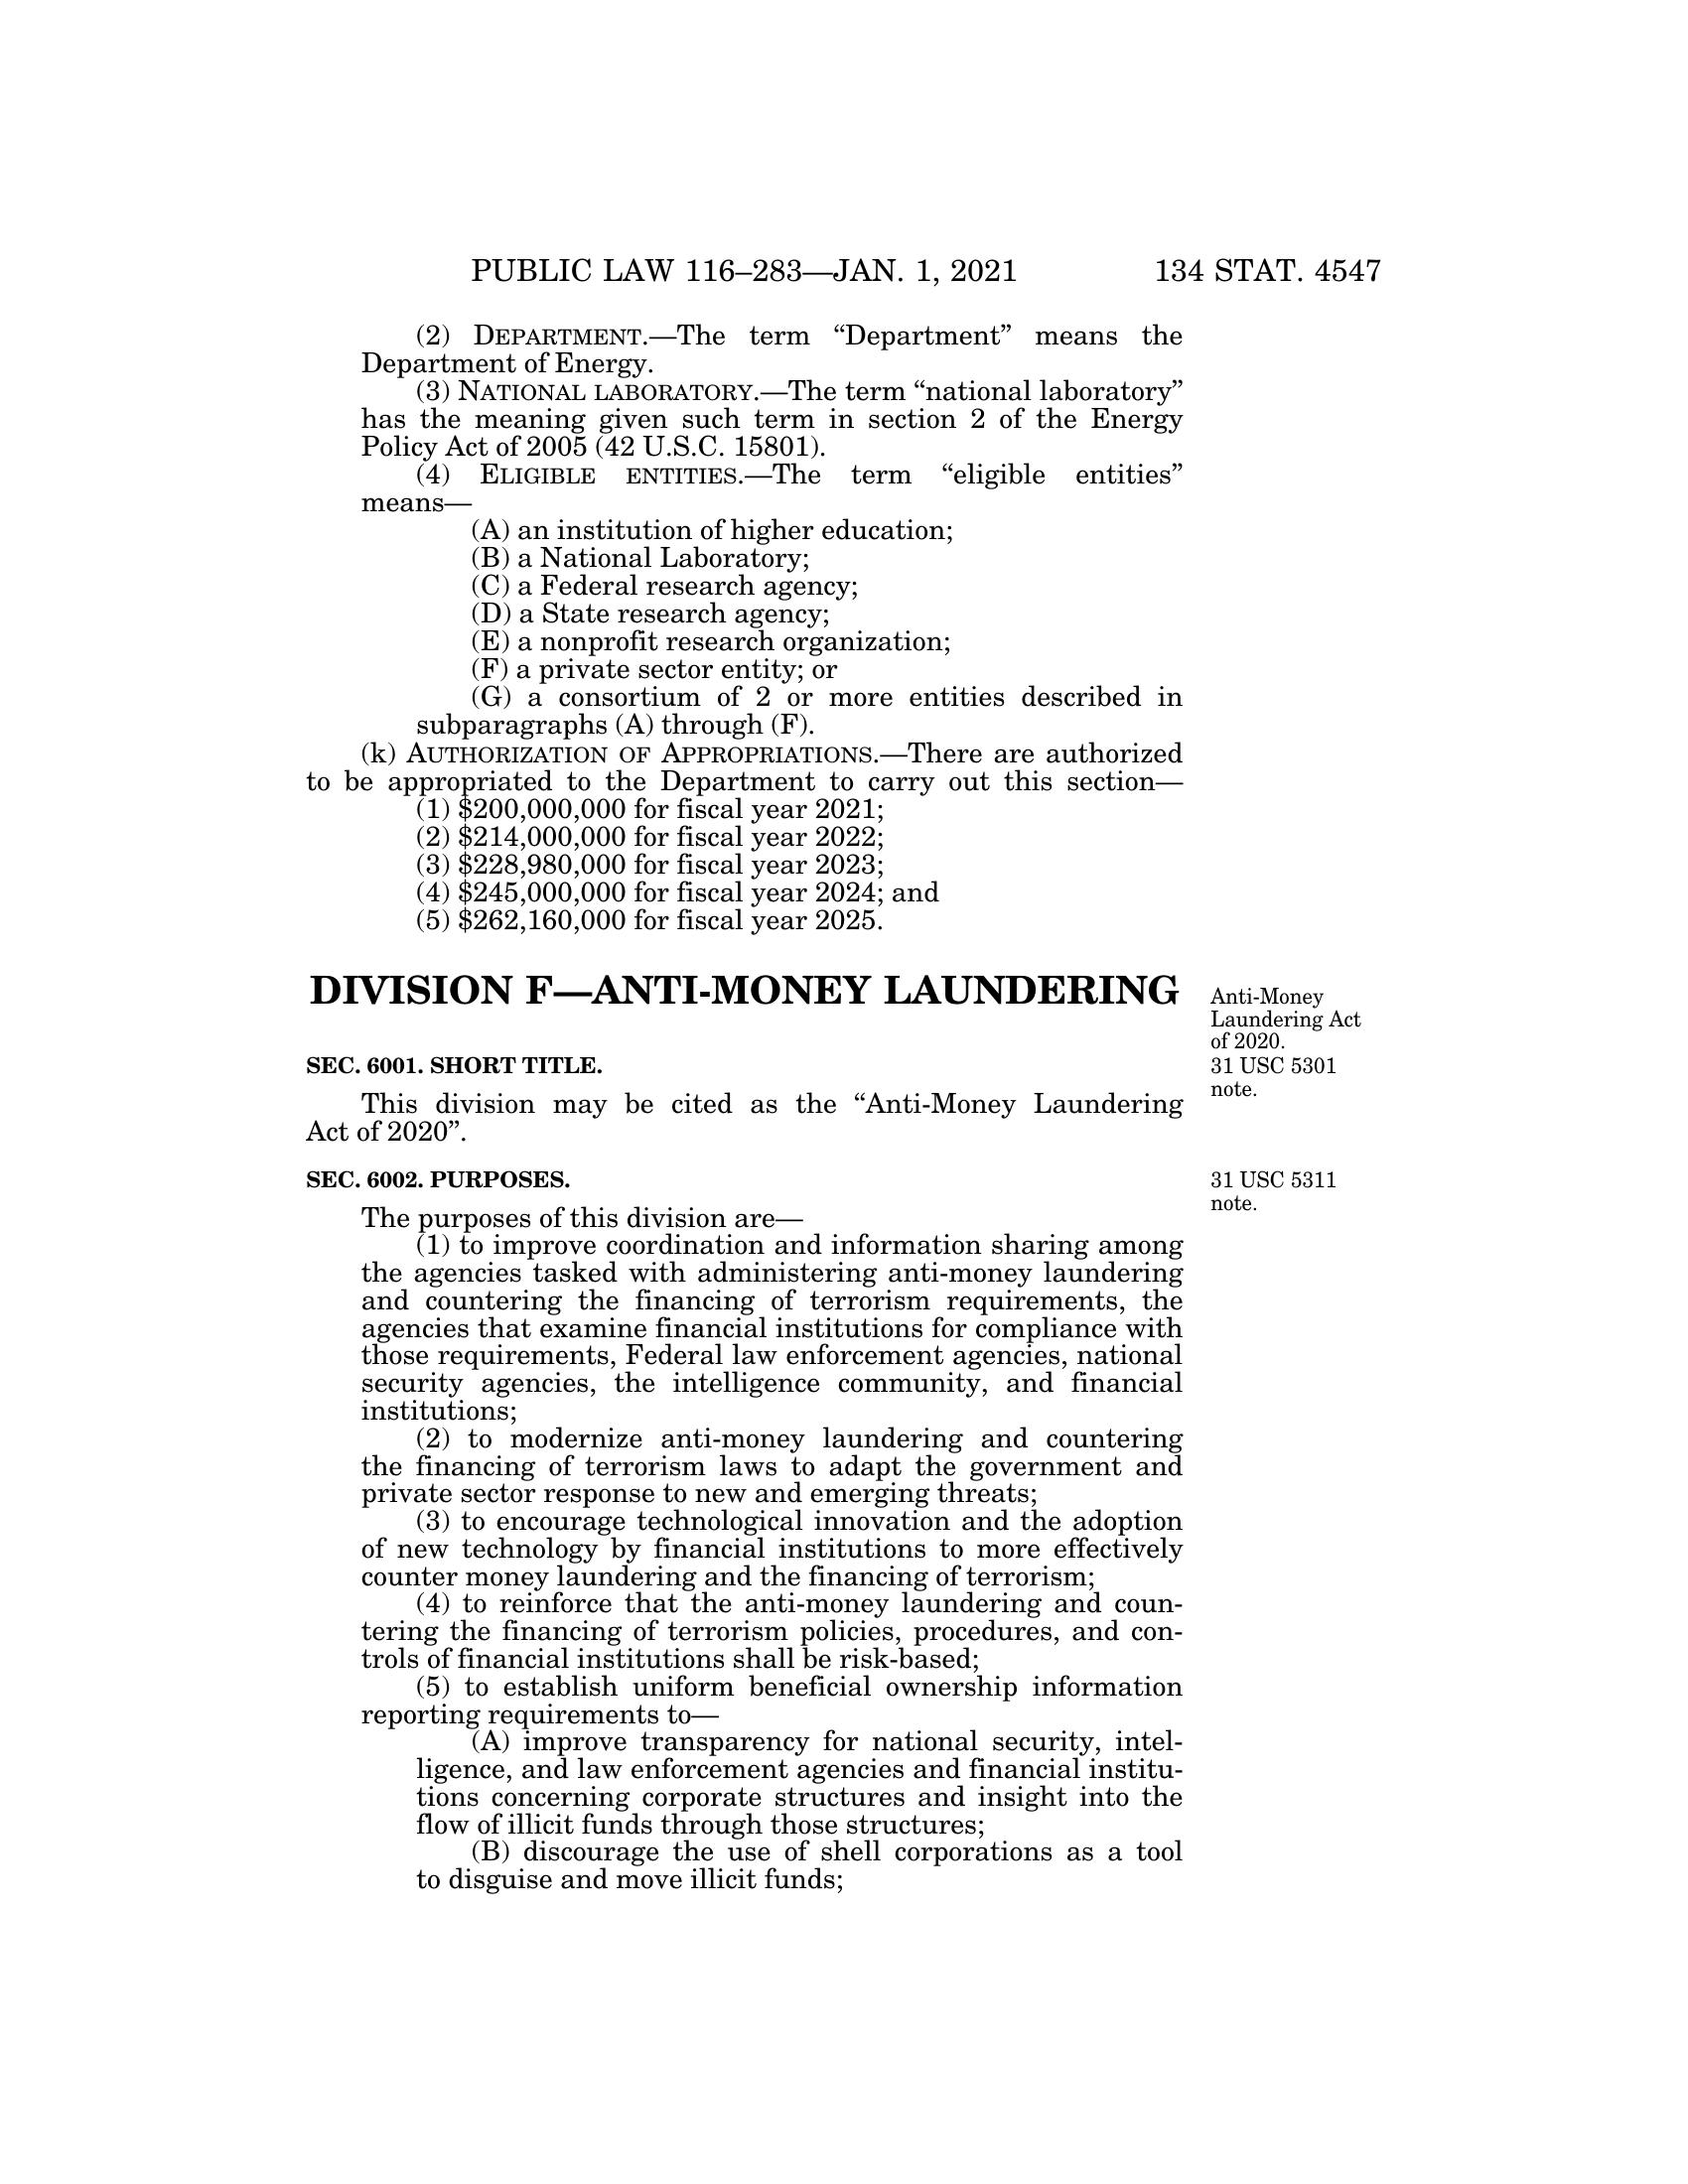 PUBLIC LAW 116–283—JAN. 1, 2021 134 STAT. 4547
(2) DEPARTMENT.—The term “Department” means the
Department of Energy.
(3) NATIONAL LABORATORY.—The term “national laboratory”
has the meaning given such term in section 2 of the Energy
Policy Act of 2005 (42 U.S.C. 15801).
(4) ELIGIBLE ENTITIES.—The term “eligible entities”
means—
(A) an institution of higher education;
(B) a National Laboratory;
(C) a Federal research agency;
(D) a State research agency;
(E) a nonprofit research organization;
(F) a private sector entity; or
(G) a consortium of 2 or more entities described in
subparagraphs (A) through (F).
(k) AUTHORIZATION OF APPROPRIATIONS.—There are authorized
to be appropriated to the Department to carry out this section—
(1) $200,000,000 for fiscal year 2021;
(2) $214,000,000 for fiscal year 2022;
(3) $228,980,000 for fiscal year 2023;
(4) $245,000,000 for fiscal year 2024; and
(5) $262,160,000 for fiscal year 2025.
DIVISION F—ANTI-MONEY LAUNDERING
Anti-Money
Laundering Act
of 2020.
SEC. 6001. SHORT TITLE.
31 USC 5301
note.
This division may be cited as the “Anti-Money Laundering
Act of 2020”.
SEC. 6002. PURPOSES.
31 USC 5311
note.
The purposes of this division are—
(1) to improve coordination and information sharing among
the agencies tasked with administering anti-money laundering
and countering the financing of terrorism requirements, the
agencies that examine financial institutions for compliance with
those requirements, Federal law enforcement agencies, national
security agencies, the intelligence community, and financial
institutions;
(2) to modernize anti-money laundering and countering
the financing of terrorism laws to adapt the government and
private sector response to new and emerging threats;
(3) to encourage technological innovation and the adoption
of new technology by financial institutions to more effectively
counter money laundering and the financing of terrorism;
(4) to reinforce that the anti-money laundering and coun-
tering the financing of terrorism policies, procedures, and con-
trols of financial institutions shall be risk-based;
(5) to establish uniform beneficial ownership information
reporting requirements to—
(A) improve transparency for national security, intel-
ligence, and law enforcement agencies and financial institu-
tions concerning corporate structures and insight into the
flow of illicit funds through those structures;
(B) discourage the use of shell corporations as a tool
to disguise and move illicit funds;